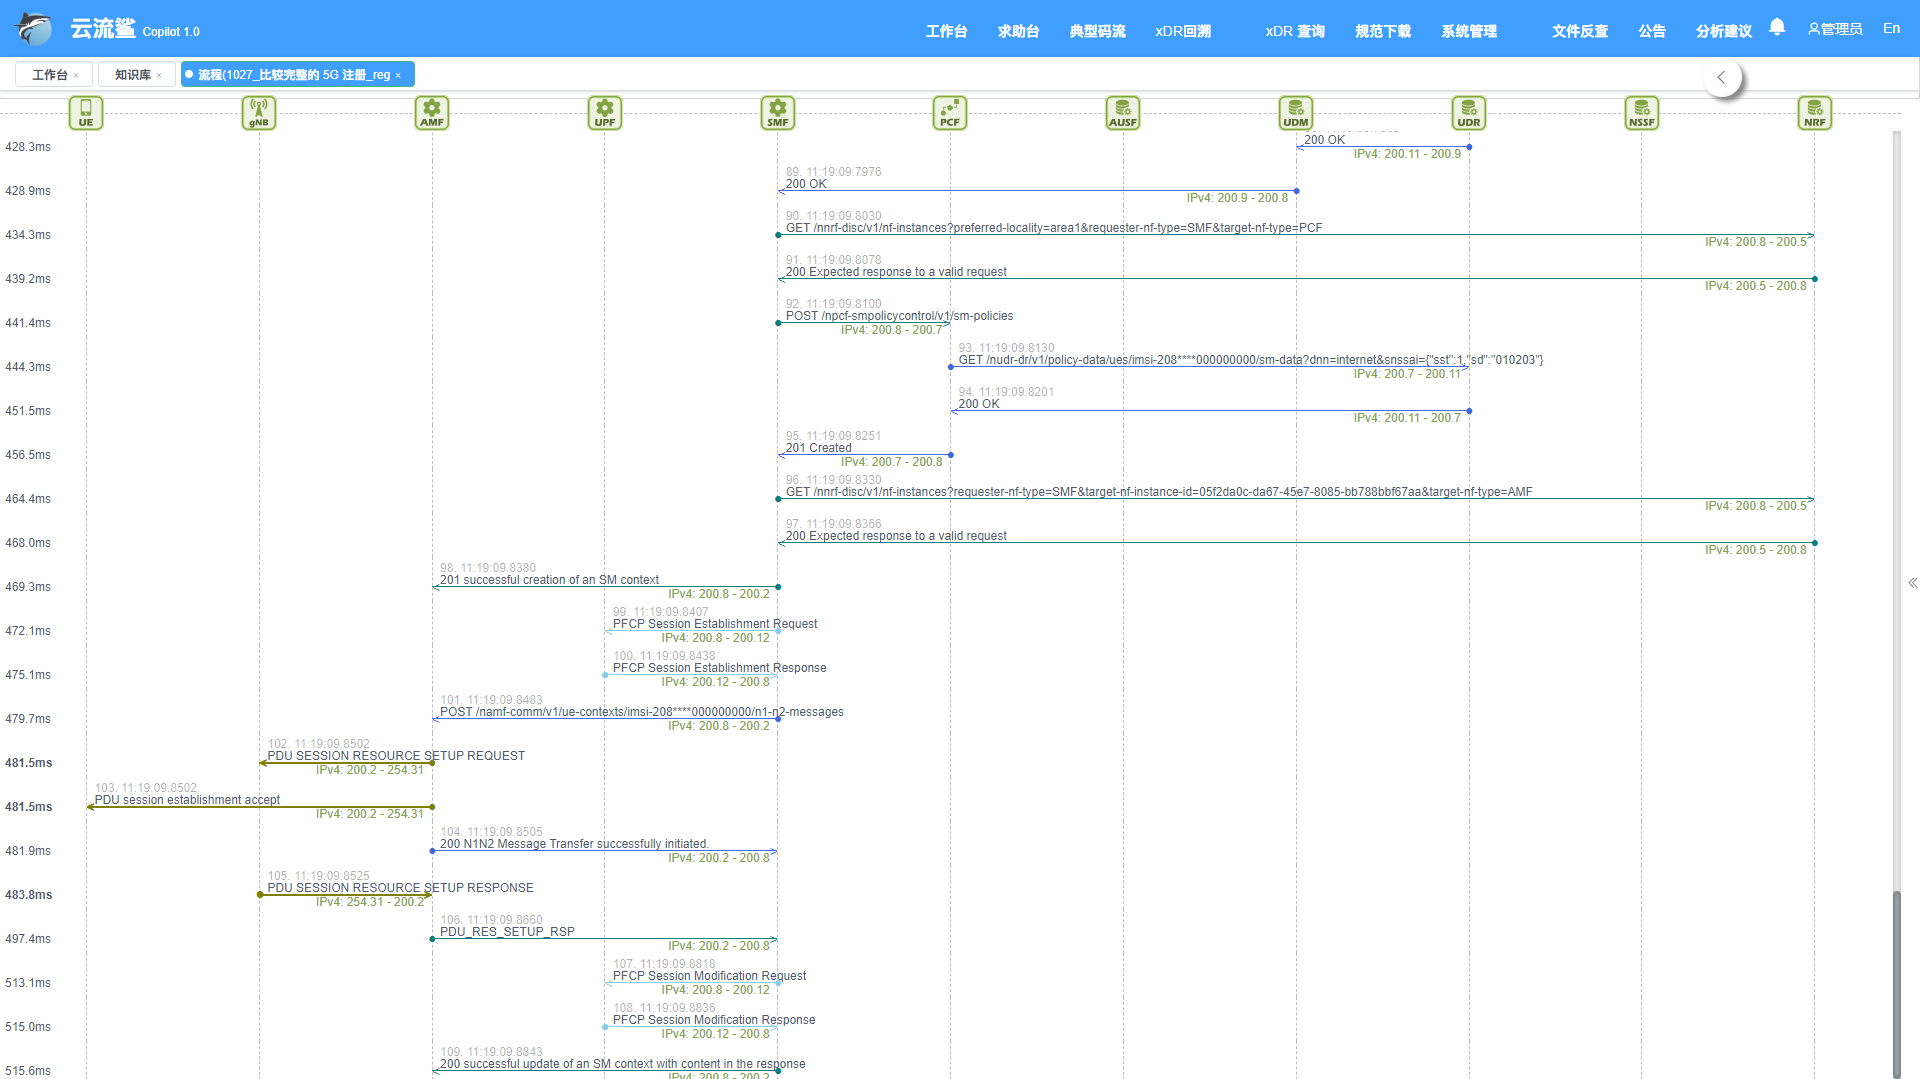 云流鲨 Copilot 1.0
工作台 求助台 典型码流 xDR回溯 xDR 查询 规范下载 系统管理 文件反查 公告 分析建议 管理员 En
工作台 × 知识库 × 流程(1027_比较完整的 5G 注册_reg ×
UE gNB AMF UPF SMF PCF AUSF UDM UDR NSSF NRF
428.3ms
200 OK
IPv4: 200.11 - 200.9
89. 11:19:09.7976
428.9ms
200 OK
IPv4: 200.9 - 200.8
90. 11:19:09.8030
434.3ms
GET /nnrf-disc/v1/nf-instances?preferred-locality=area1&requester-nf-type=SMF&target-nf-type=PCF
IPv4: 200.8 - 200.5
91. 11:19:09.8078
439.2ms
200 Expected response to a valid request
IPv4: 200.5 - 200.8
92. 11:19:09.8100
441.4ms
POST /npcf-smpolicycontrol/v1/sm-policies
IPv4: 200.8 - 200.7
93. 11:19:09.8130
444.3ms
GET /nudr-dr/v1/policy-data/ues/imsi-208****000000000/sm-data?dnn=internet&snssai={"sst":1,"sd":"010203"}
IPv4: 200.7 - 200.11
94. 11:19:09.8201
451.5ms
200 OK
IPv4: 200.11 - 200.7
95. 11:19:09.8251
456.5ms
201 Created
IPv4: 200.7 - 200.8
96. 11:19:09.8330
464.4ms
GET /nnrf-disc/v1/nf-instances?requester-nf-type=SMF&target-nf-instance-id=05f2da0c-da67-45e7-8085-bb788bbf67aa&target-nf-type=AMF
IPv4: 200.8 - 200.5
97. 11:19:09.8366
468.0ms
200 Expected response to a valid request
IPv4: 200.5 - 200.8
98. 11:19:09.8380
469.3ms
201 successful creation of an SM context
IPv4: 200.8 - 200.2
99. 11:19:09.8407
472.1ms
PFCP Session Establishment Request
IPv4: 200.8 - 200.12
100. 11:19:09.8438
475.1ms
PFCP Session Establishment Response
IPv4: 200.12 - 200.8
101. 11:19:09.8483
479.7ms
POST /namf-comm/v1/ue-contexts/imsi-208****000000000/n1-n2-messages
IPv4: 200.8 - 200.2
102. 11:19:09.8502
481.5ms
PDU SESSION RESOURCE SETUP REQUEST
IPv4: 200.2 - 254.31
103. 11:19:09.8502
481.5ms
PDU session establishment accept
IPv4: 200.2 - 254.31
104. 11:19:09.8505
481.9ms
200 N1N2 Message Transfer successfully initiated.
IPv4: 200.2 - 200.8
105. 11:19:09.8525
483.8ms
PDU SESSION RESOURCE SETUP RESPONSE
IPv4: 254.31 - 200.2
106. 11:19:09.8660
497.4ms
PDU_RES_SETUP_RSP
IPv4: 200.2 - 200.8
107. 11:19:09.8818
513.1ms
PFCP Session Modification Request
IPv4: 200.8 - 200.12
108. 11:19:09.8836
515.0ms
PFCP Session Modification Response
IPv4: 200.12 - 200.8
109. 11:19:09.8843
515.6ms
200 successful update of an SM context with content in the response
IPv4: 200.8 - 200.2